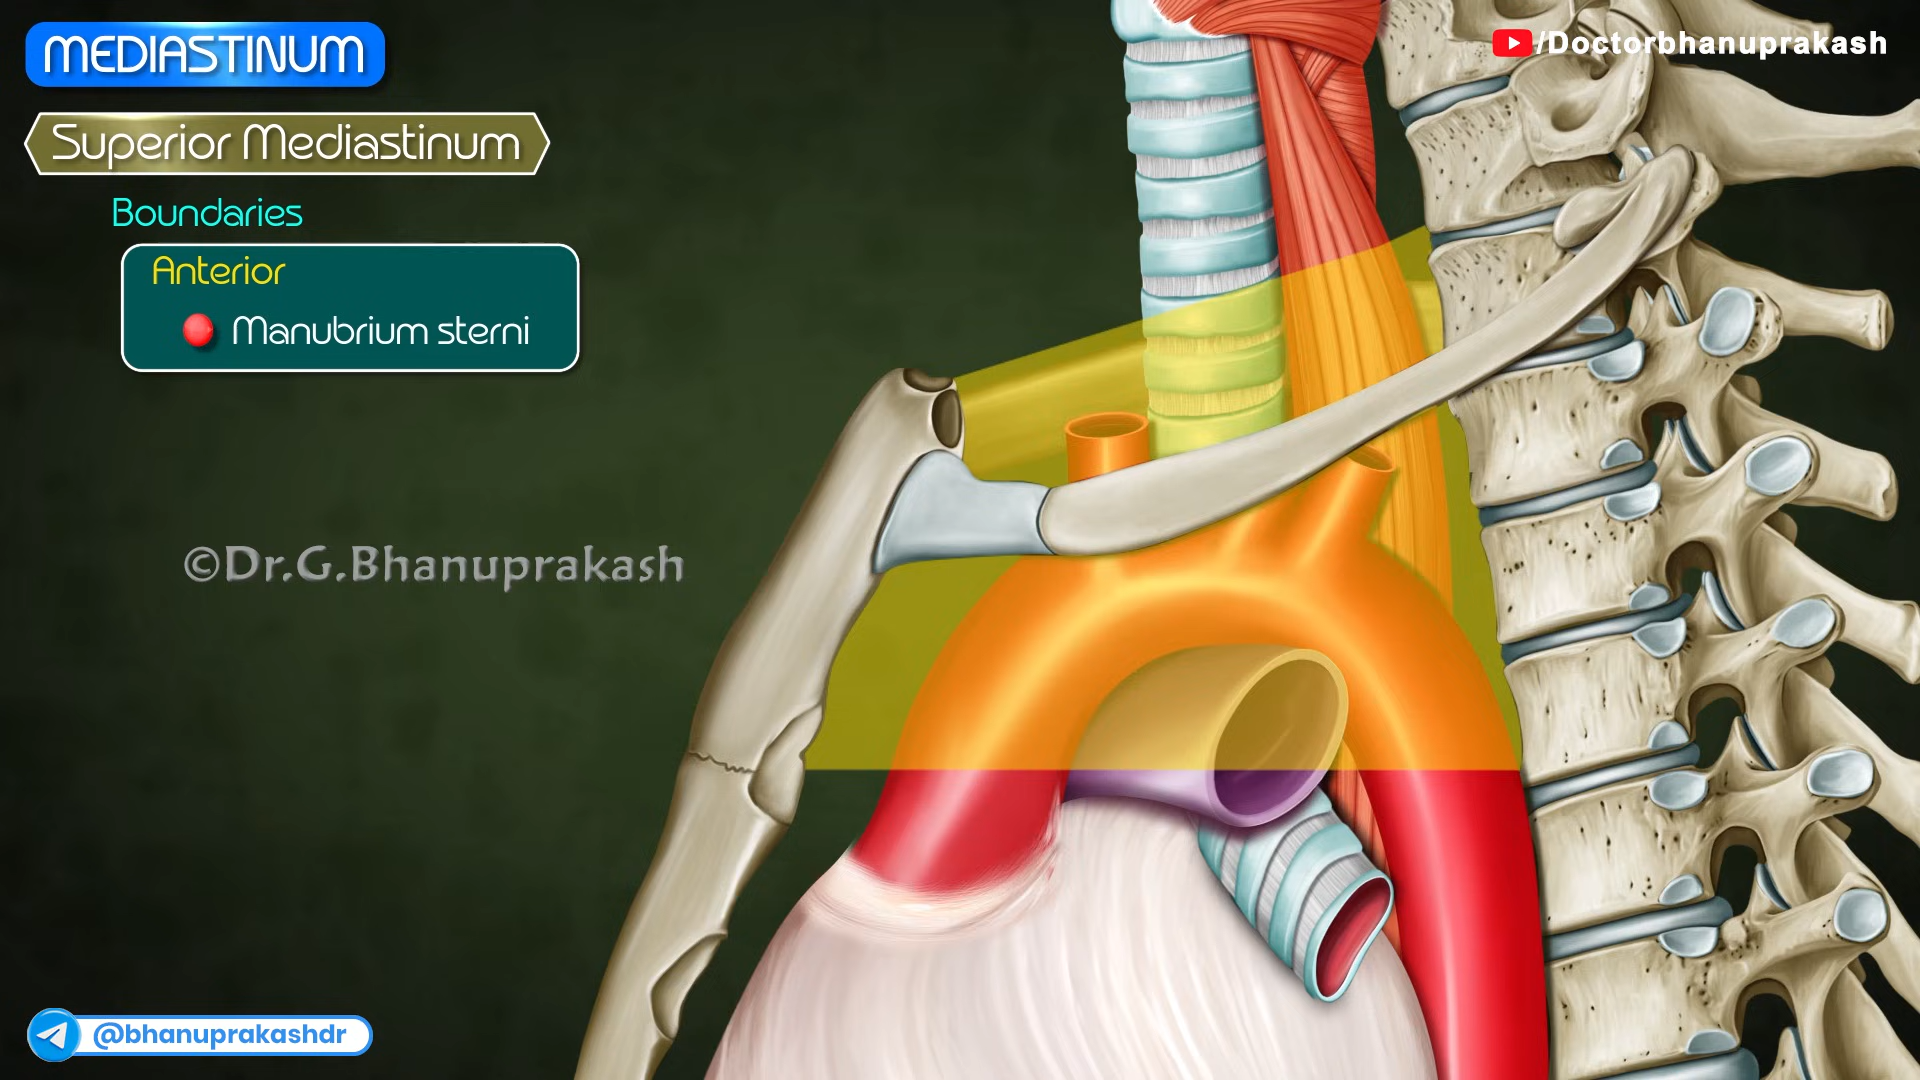 MEDIASTINUM
/Doctorbhanuprakash
Superior Mediastinum
Boundaries
Anterior
Manubrium sterni
©Dr.G.Bhanuprakash
@bhanuprakashdr